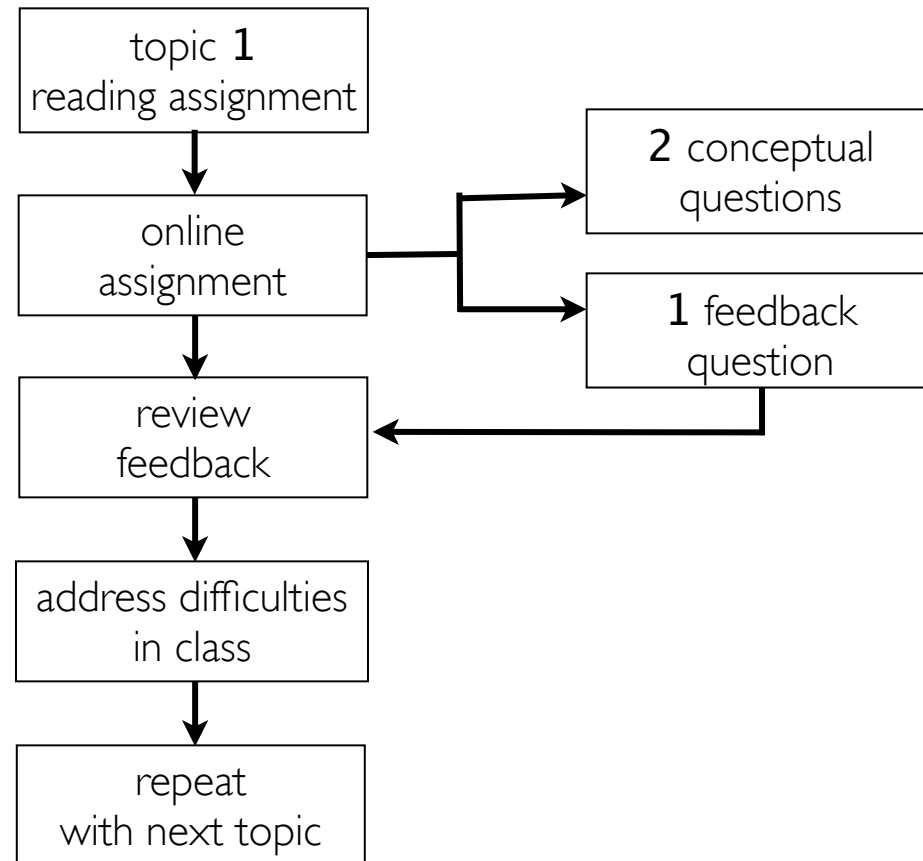 topic 1
reading assignment
online
assignment
2 conceptual
questions
1 feedback
question
review
feedback
address difficulties
in class
repeat
with next topic